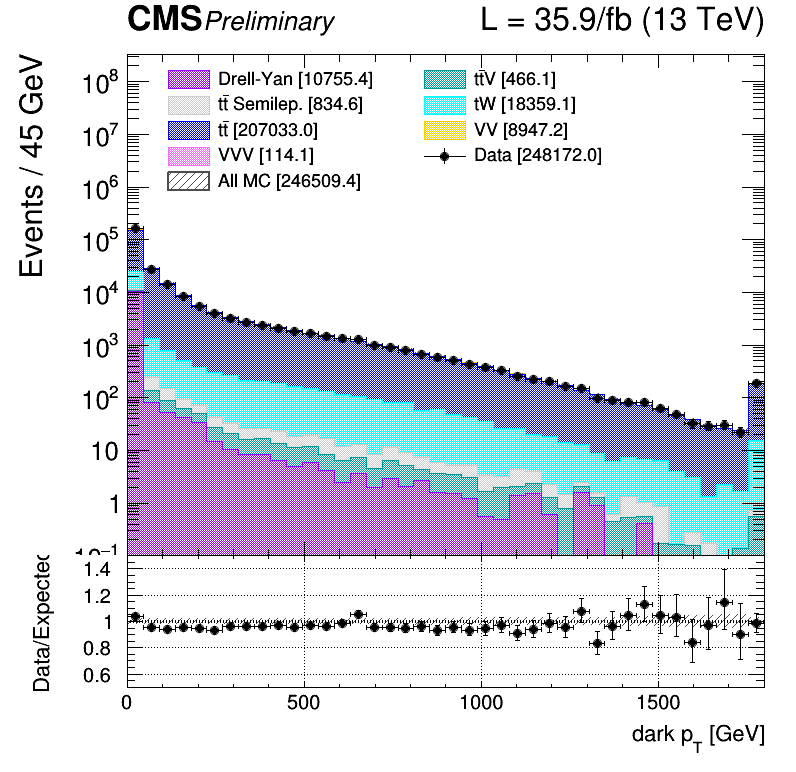 CMS Preliminary L = 35.9/fb (13 TeV)
Events / 45 GeV
Drell-Yan [10755.4]
tt̄ Semilep. [834.6]
tt̄ [207033.0]
VVV [114.1]
All MC [246509.4]
tt̄V [466.1]
tW [18359.1]
VV [8947.2]
Data [248172.0]
10⁸
10⁷
10⁶
10⁵
10⁴
10³
10²
10
1
10⁻¹
Data/Expected
1.4
1.2
1
0.8
0.6
0 500 1000 1500
dark p_T [GeV]